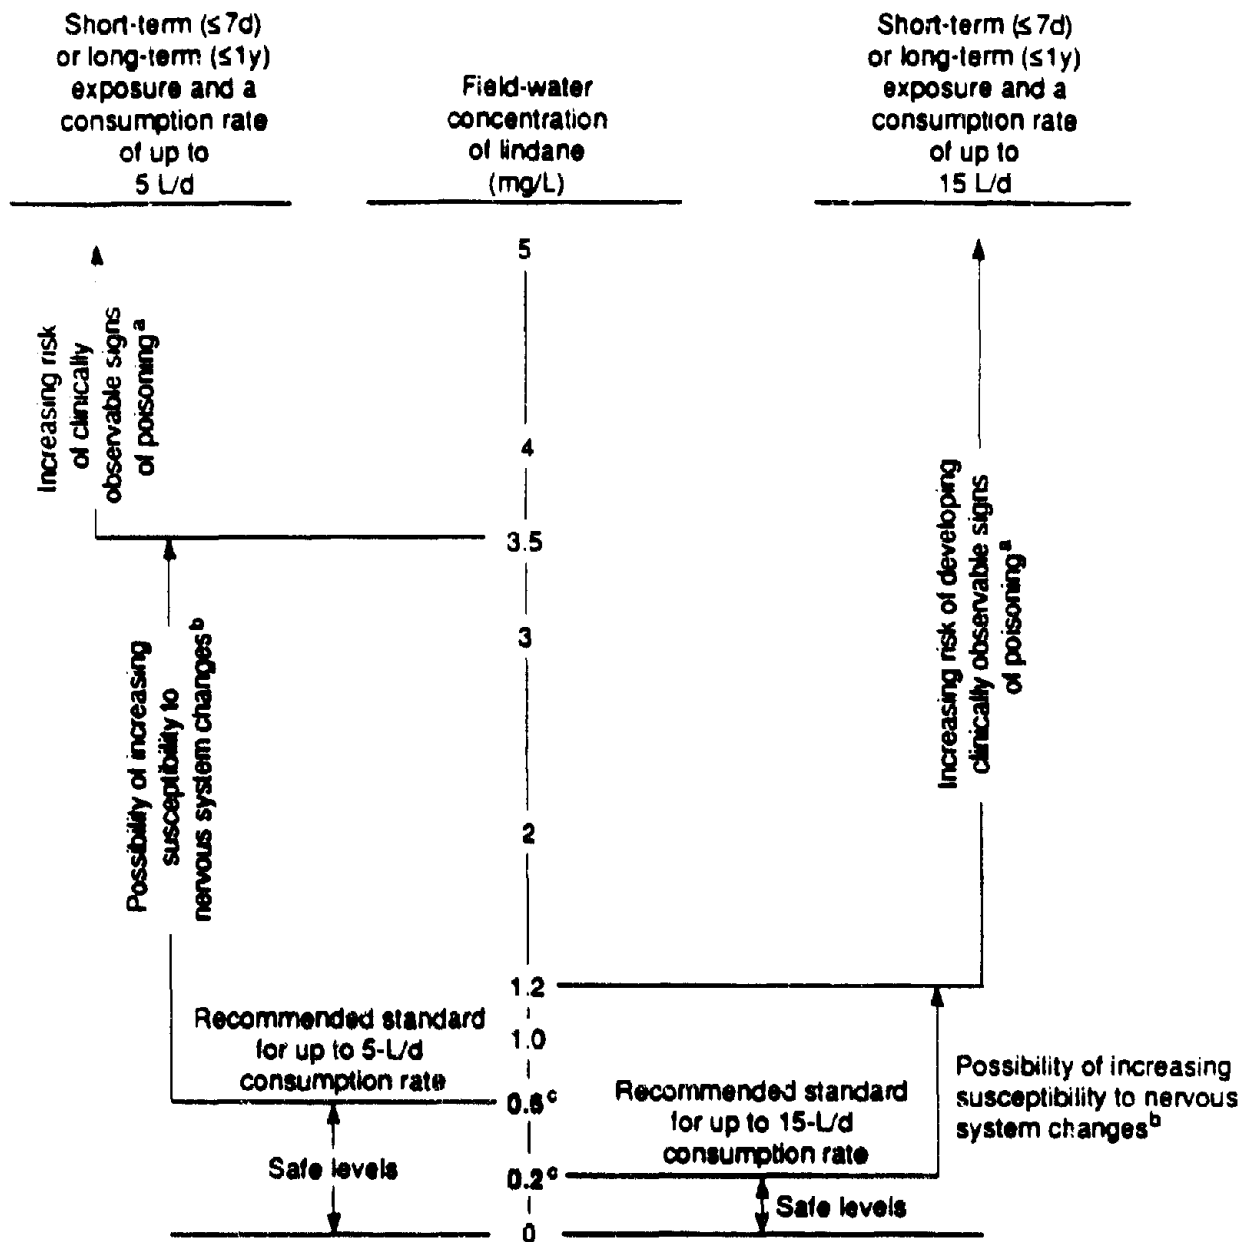 Short-term (≤7d)
or long-term (≤1y)
exposure and a
consumption rate
of up to
5 L/d
Field-water
concentration
of lindane
(mg/L)
Short-term (≤7d)
or long-term (≤1y)
exposure and a
consumption rate
of up to
15 L/d
5
4
3.5
3
2
1.2
1.0
0.6 c
0.2 c
0
Increasing risk
of clinically
observable signs
of poisoning a
Possibility of increasing
susceptibility to
nervous system changes b
Recommended standard
for up to 5-L/d
consumption rate
Safe levels
Increasing risk of developing
clinically observable signs
of poisoning a
Recommended standard
for up to 15-L/d
consumption rate
Safe levels
Possibility of increasing
susceptibility to nervous
system changes b